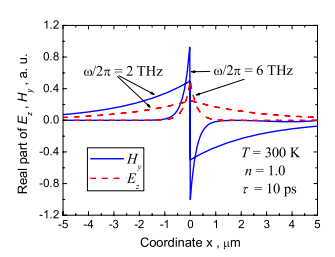 1.2
0.8
0.4
0.0
-0.4
-0.8
-1.2
Real part of E_z , H_y , a. u.
ω/2π = 2 THz
ω/2π = 6 THz
H_y
E_z
T = 300 K
n = 1.0
τ = 10 ps
-5 -4 -3 -2 -1 0 1 2 3 4 5
Coordinate x , μm